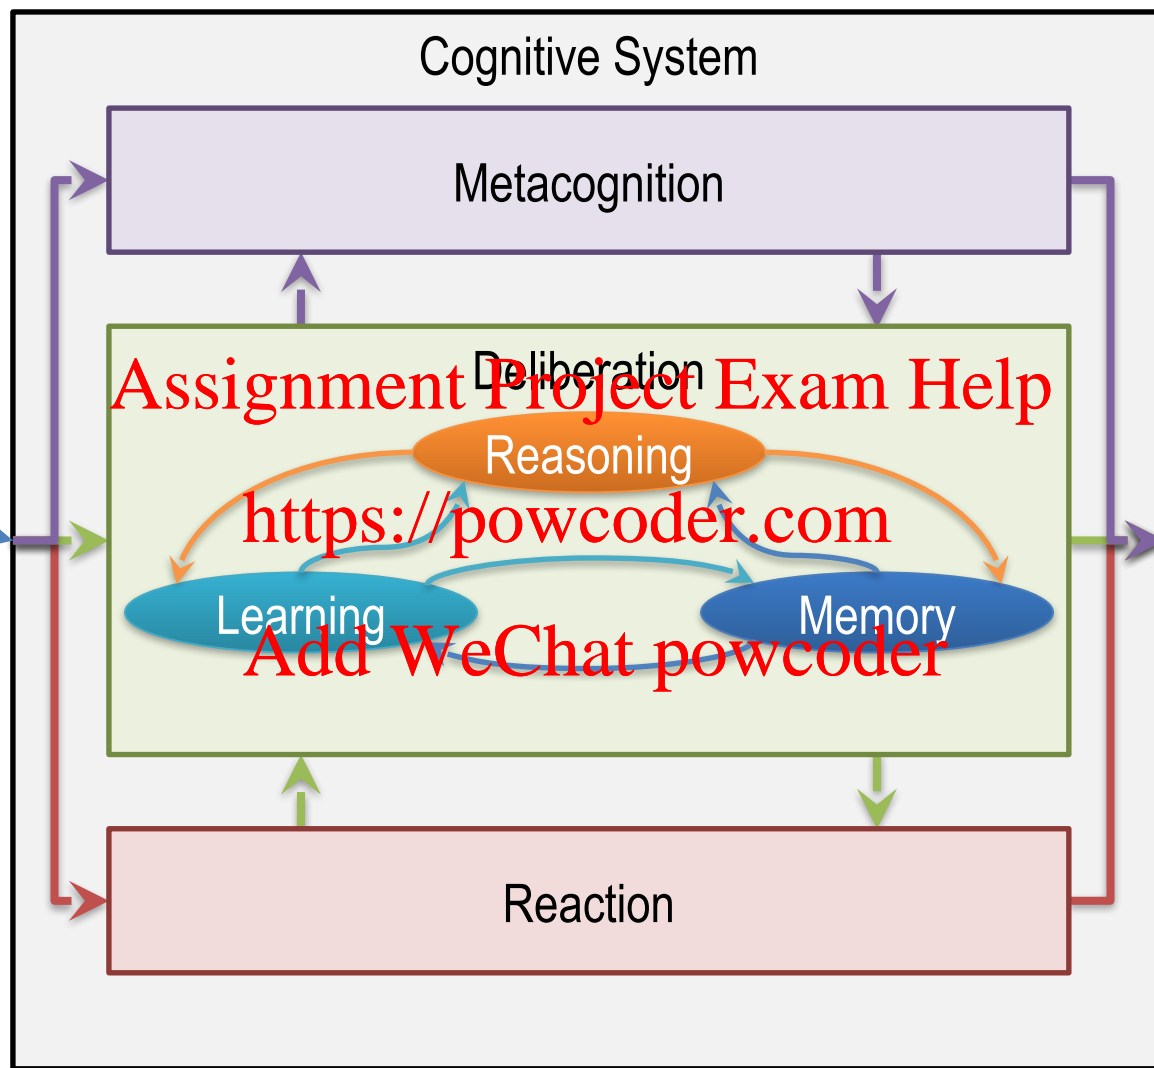 Cognitive System
Metacognition
Deliberation
Assignment Project Exam Help
Reasoning
https://powcoder.com
Learning
Memory
Add WeChat powcoder
Reaction